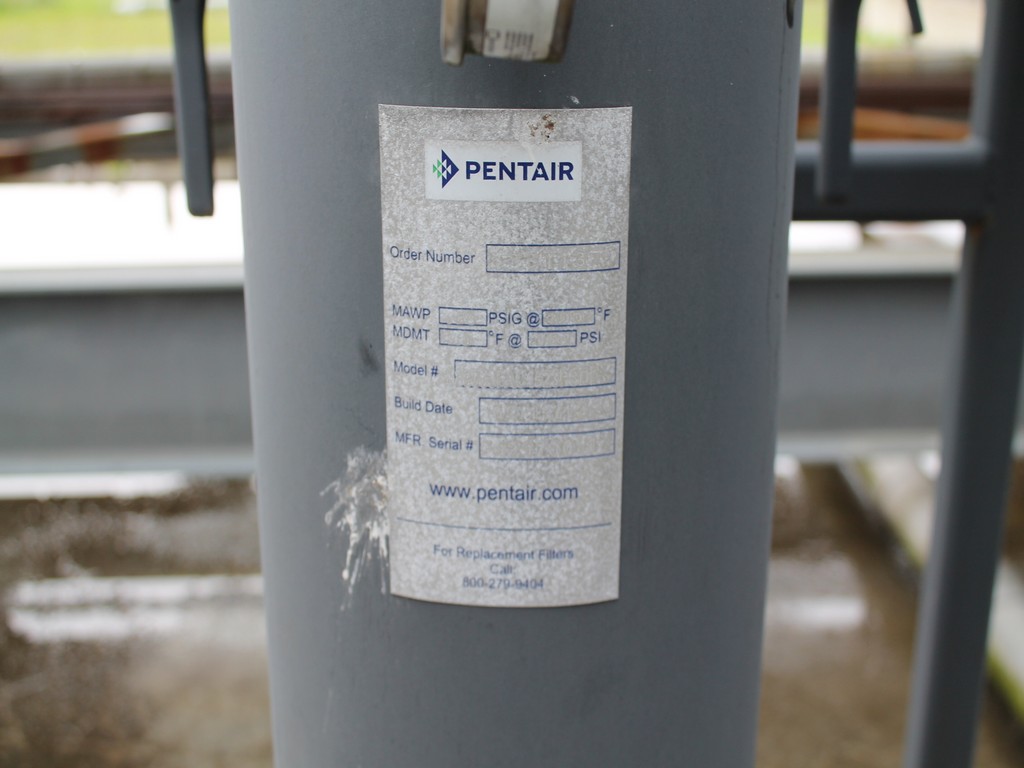 PENTAIR
Order Number
MAWP PSIG @ °F
MDMT °F @ PSI
Model #
Build Date
MFR Serial #
www.pentair.com
For Replacement Filters
Call:
800-279-9404